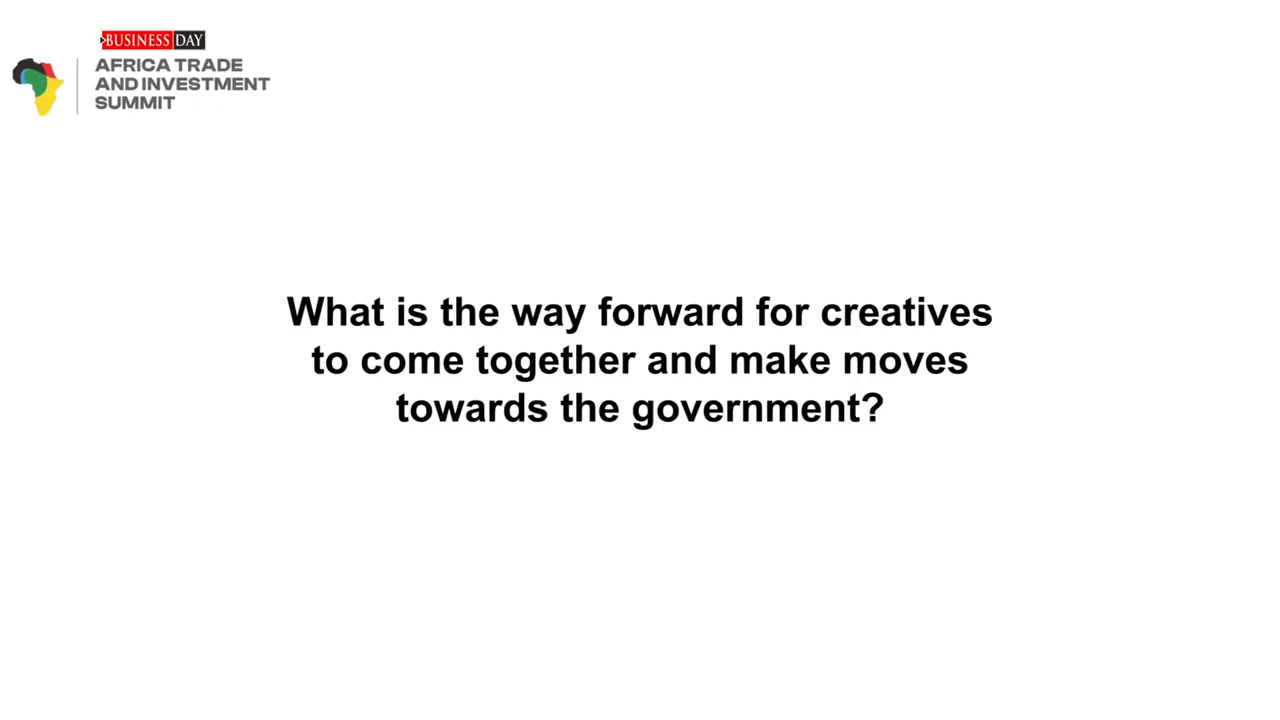 BUSINESS DAY
AFRICA TRADE
AND INVESTMENT
SUMMIT
What is the way forward for creatives
to come together and make moves
towards the government?